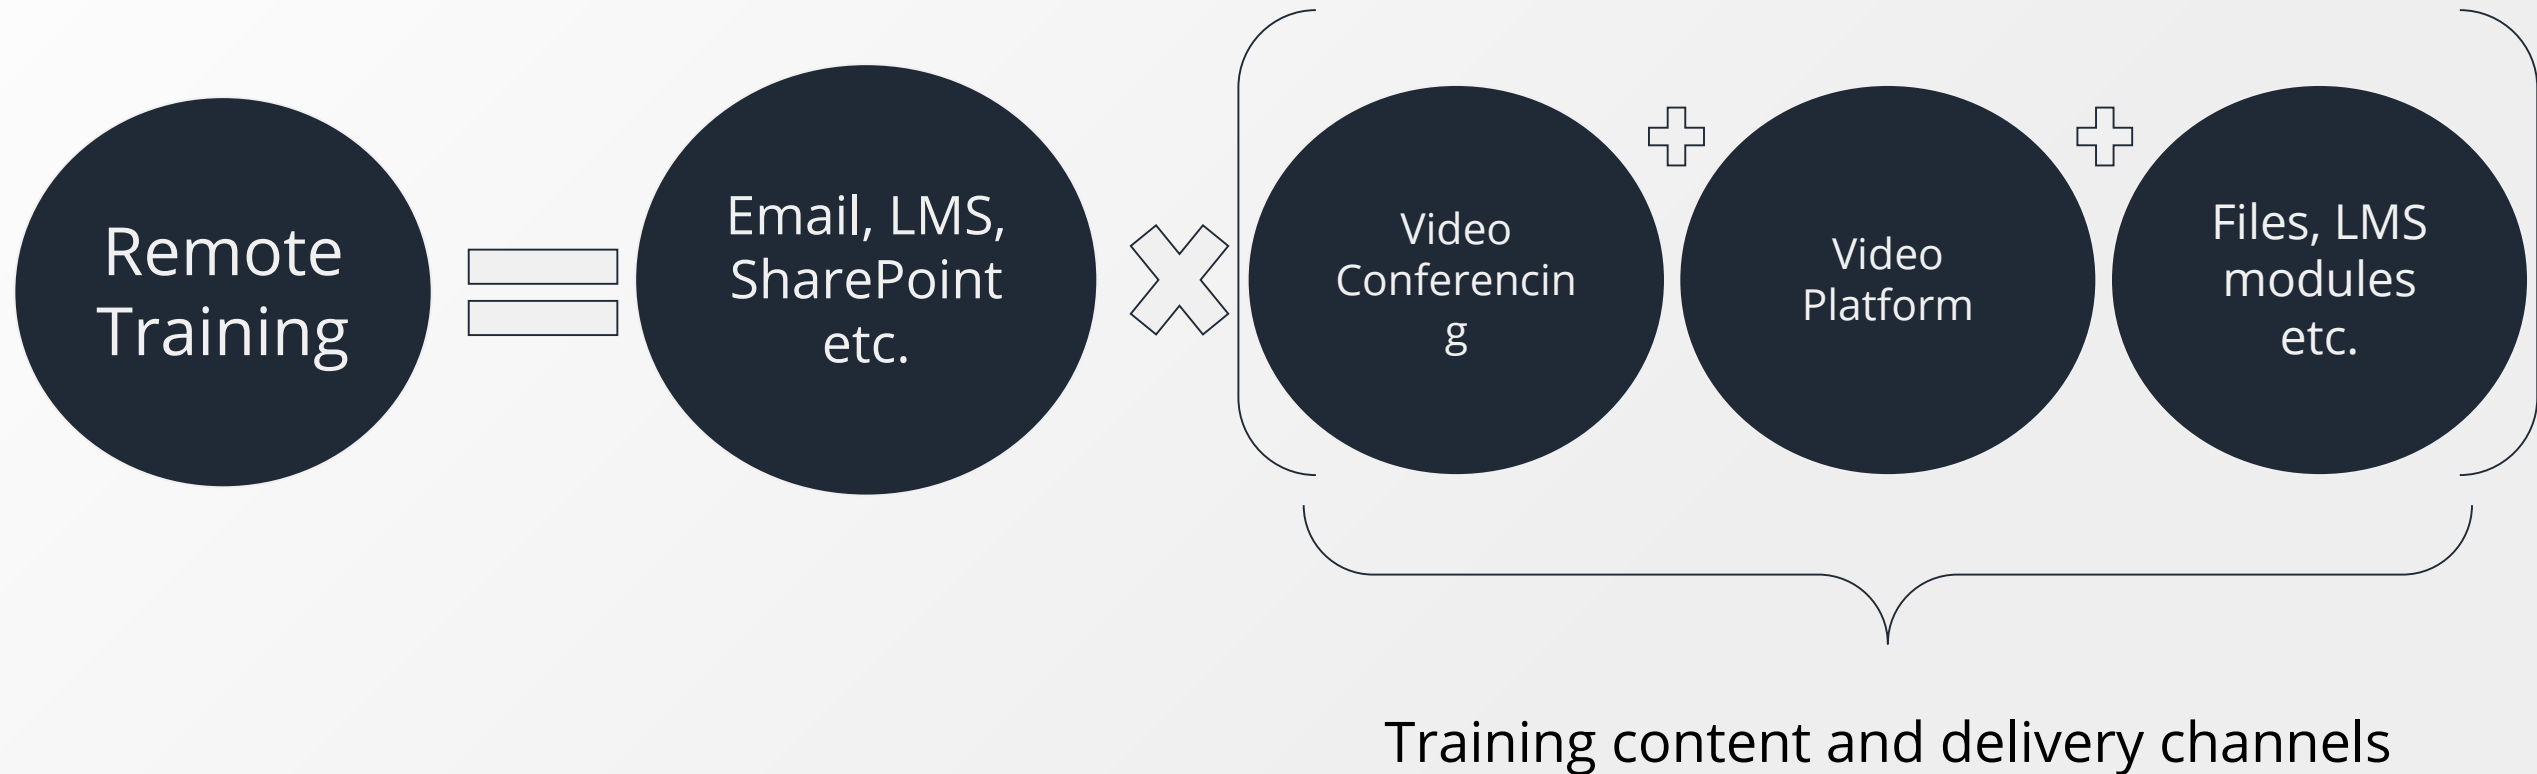 Remote
Training
Email, LMS,
SharePoint
etc.
Video
Conferencin
g
Video
Platform
Files, LMS
modules
etc.
Training content and delivery channels